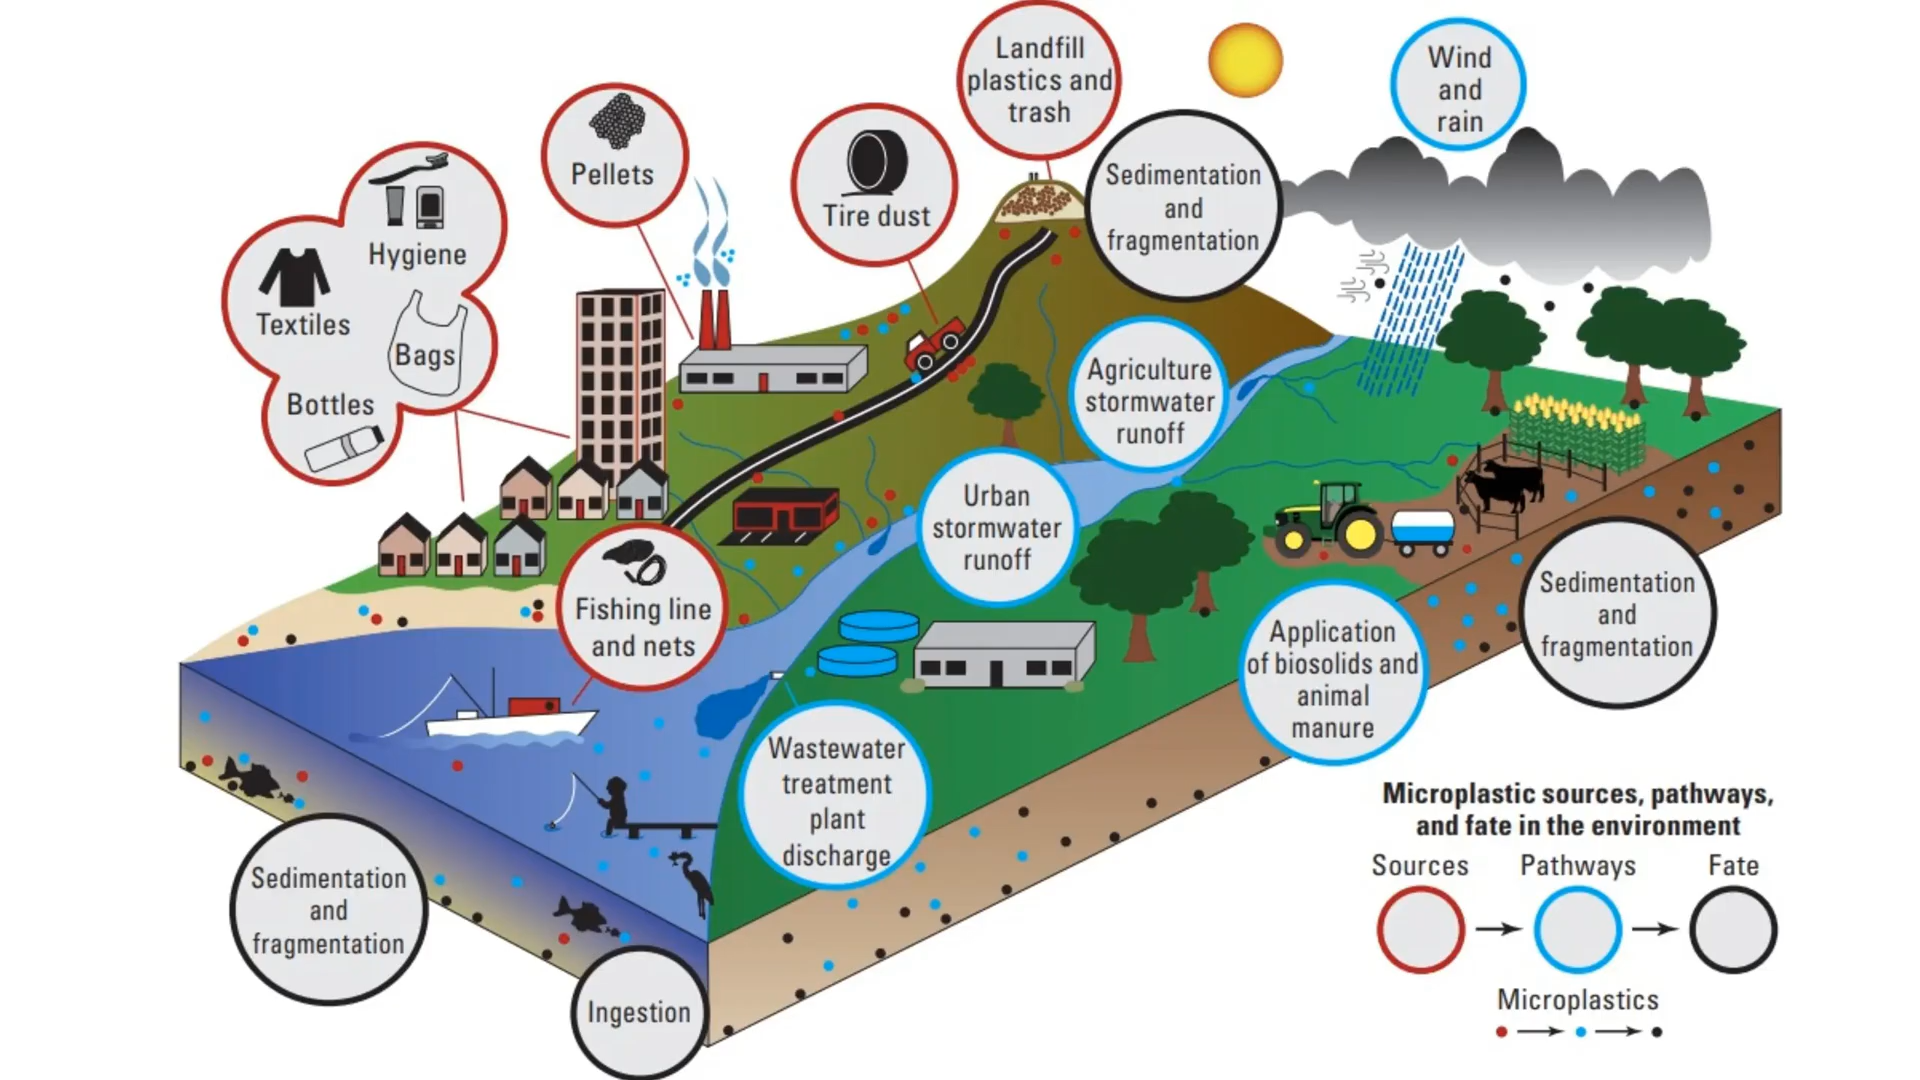 Landfill
plastics and
trash
Wind
and
rain
Pellets
Tire dust
Sedimentation
and
fragmentation
Hygiene
Textiles
Bags
Bottles
Agriculture
stormwater
runoff
Urban
stormwater
runoff
Fishing line
and nets
Sedimentation
and
fragmentation
Application
of biosolids and
animal
manure
Wastewater
treatment
plant
discharge
Sedimentation
and
fragmentation
Ingestion
Microplastic sources, pathways,
and fate in the environment
Sources Pathways Fate
Microplastics